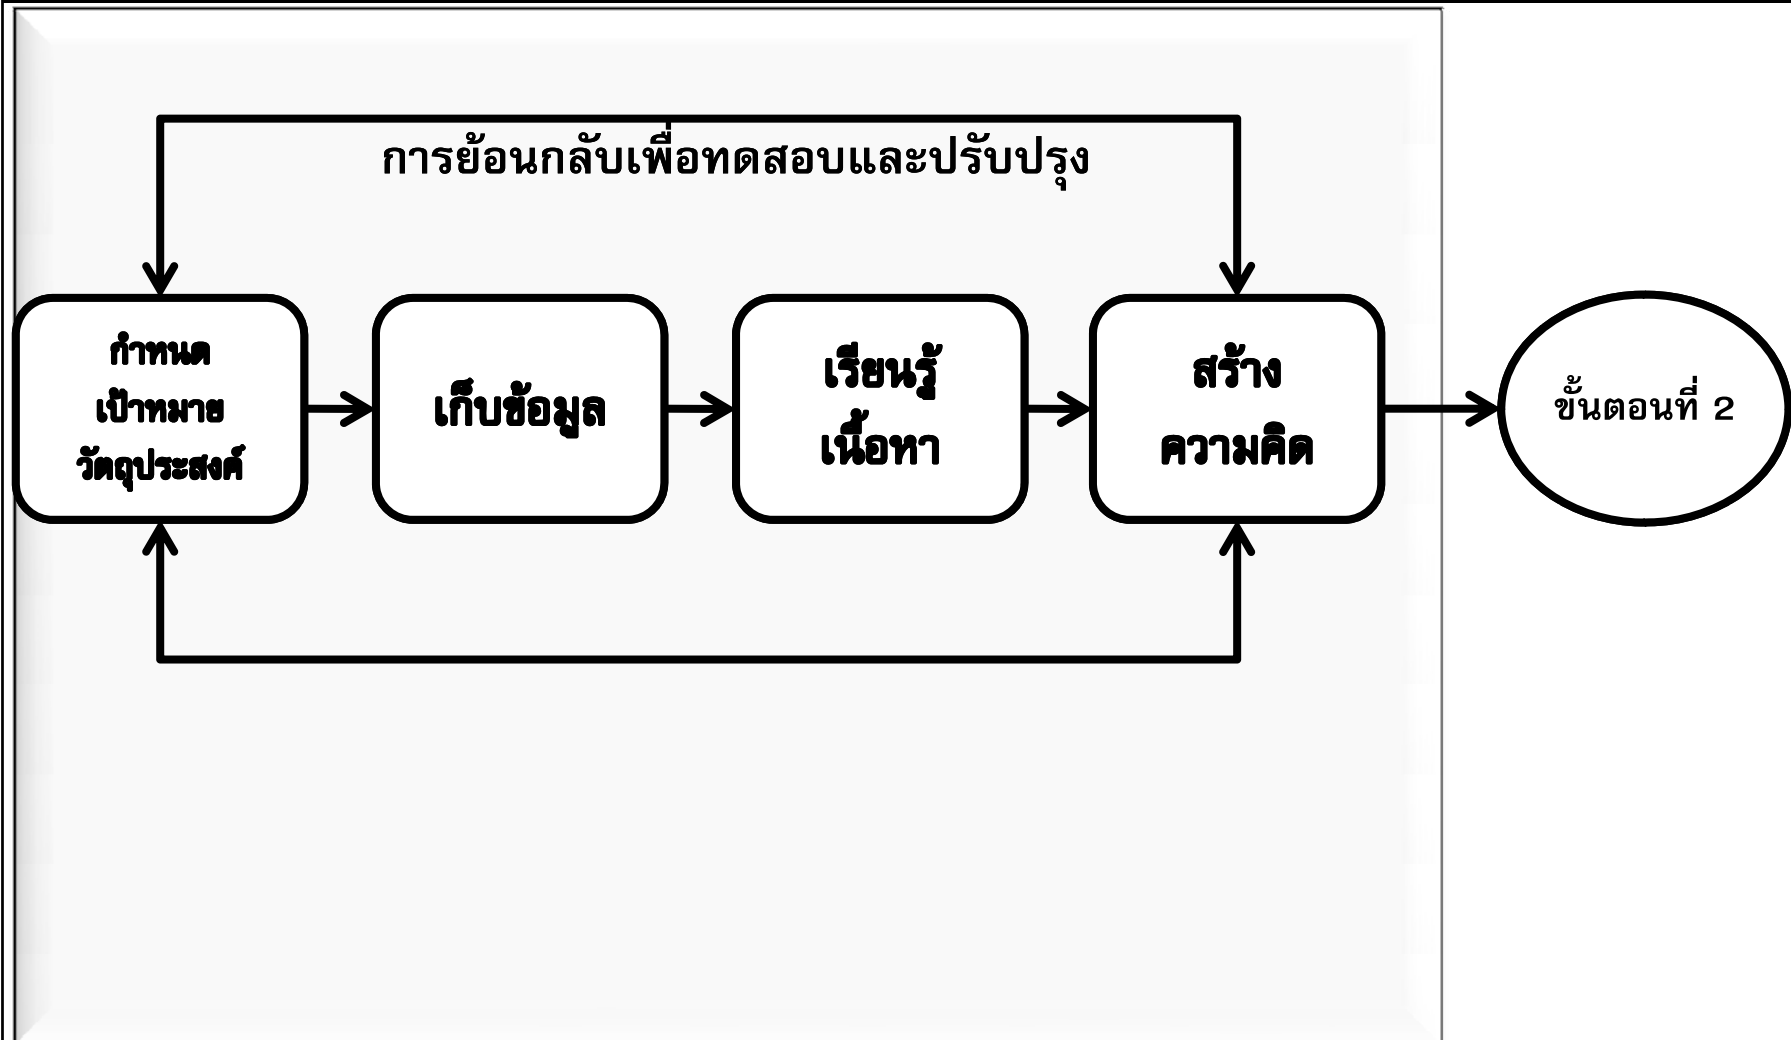 การย้อนกลับเพื่อทดสอบและปรับปรุง
กำหนด
เป้าหมาย
วัตถุประสงค์
เก็บข้อมูล
เรียนรู้
เนื้อหา
สร้าง
ความคิด
ขั้นตอนที่ 2